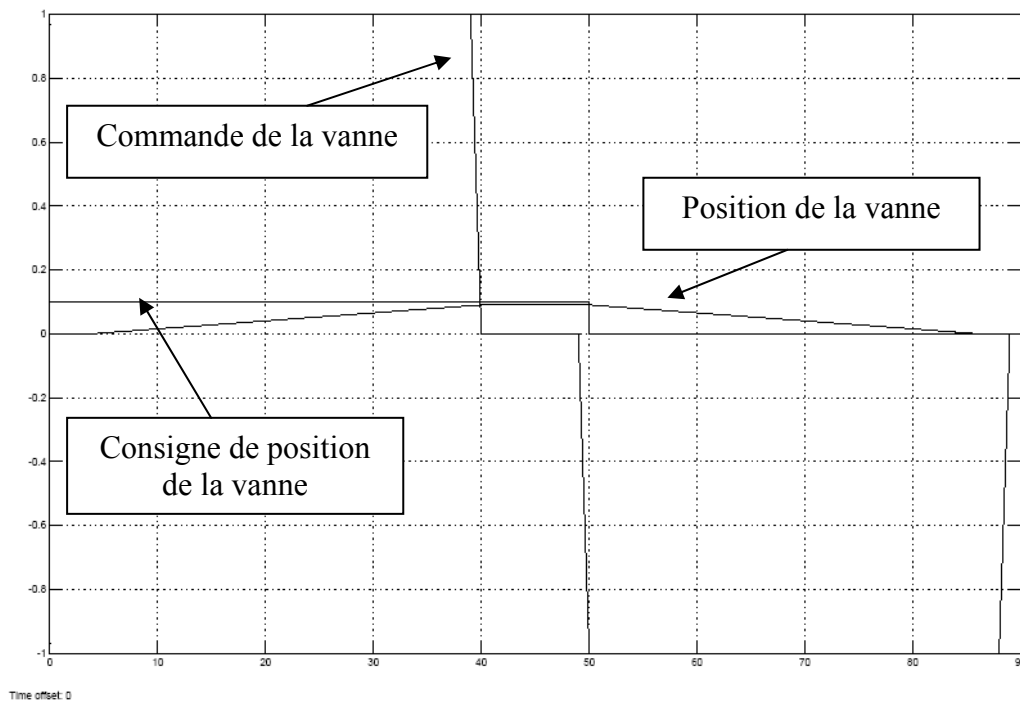 1
0.8
0.6
0.4
0.2
0
-0.2
-0.4
-0.6
-0.8
-1
Commande de la vanne
Position de la vanne
Consigne de position
de la vanne
0 10 20 30 40 50 60 70 80 9
Time offset: 0